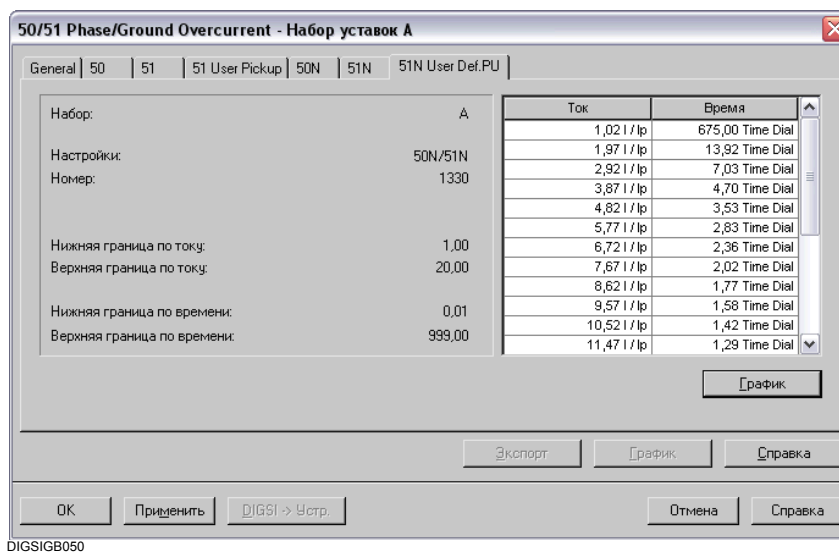 50/51 Phase/Ground Overcurrent - Набор уставок A
General 50 51 51 User Pickup 50N 51N 51N User Def.PU
Набор: A
Настройки: 50N/51N
Номер: 1330
Нижняя граница по току: 1,00
Верхняя граница по току: 20,00
Нижняя граница по времени: 0,01
Верхняя граница по времени: 999,00
Ток Время
1,02 I / Ip 675,00 Time Dial
1,97 I / Ip 13,92 Time Dial
2,92 I / Ip 7,03 Time Dial
3,87 I / Ip 4,70 Time Dial
4,82 I / Ip 3,53 Time Dial
5,77 I / Ip 2,83 Time Dial
6,72 I / Ip 2,36 Time Dial
7,67 I / Ip 2,02 Time Dial
8,62 I / Ip 1,77 Time Dial
9,57 I / Ip 1,58 Time Dial
10,52 I / Ip 1,42 Time Dial
11,47 I / Ip 1,29 Time Dial
График
Экспорт График Справка
OK Применить DIGSI -> Устр. Отмена Справка
DIGSIGB050